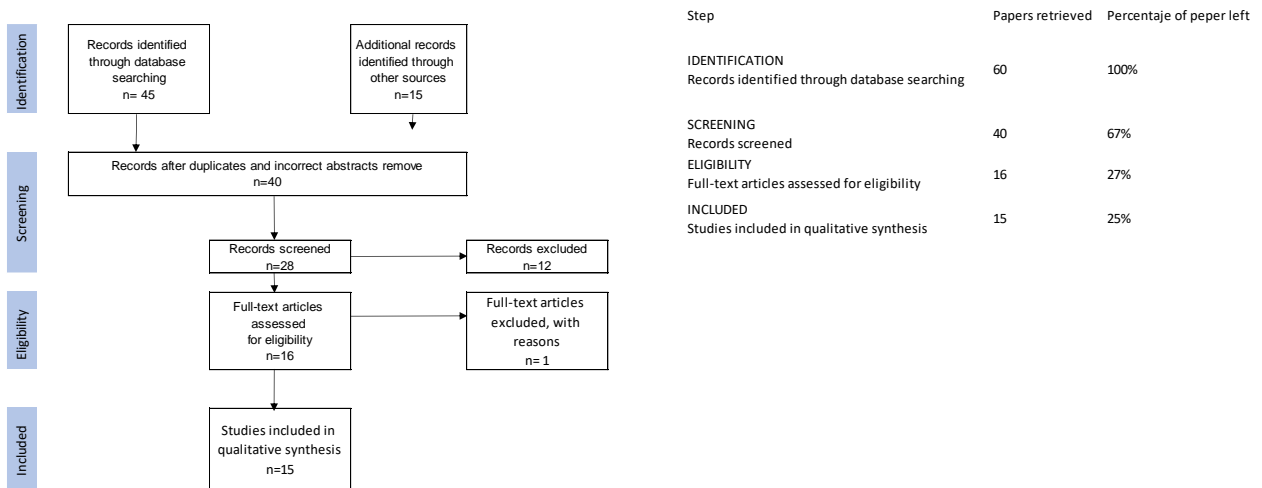 Identification
Records identified
through database
searching
n= 45
Additional records
identified through
other sources
n=15
Screening
Records after duplicates and incorrect abstracts remove
n=40
Records screened
n=28
Records excluded
n=12
Eligibility
Full-text articles
assessed
for eligibility
n=16
Full-text articles
excluded, with
reasons
n= 1
Included
Studies included in
qualitative synthesis
n=15
Step Papers retrieved Percentaje of peper left
IDENTIFICATION
Records identified through database searching 60 100%
SCREENING
Records screened 40 67%
ELIGIBILITY
Full-text articles assessed for eligibility 16 27%
INCLUDED
Studies included in qualitative synthesis 15 25%